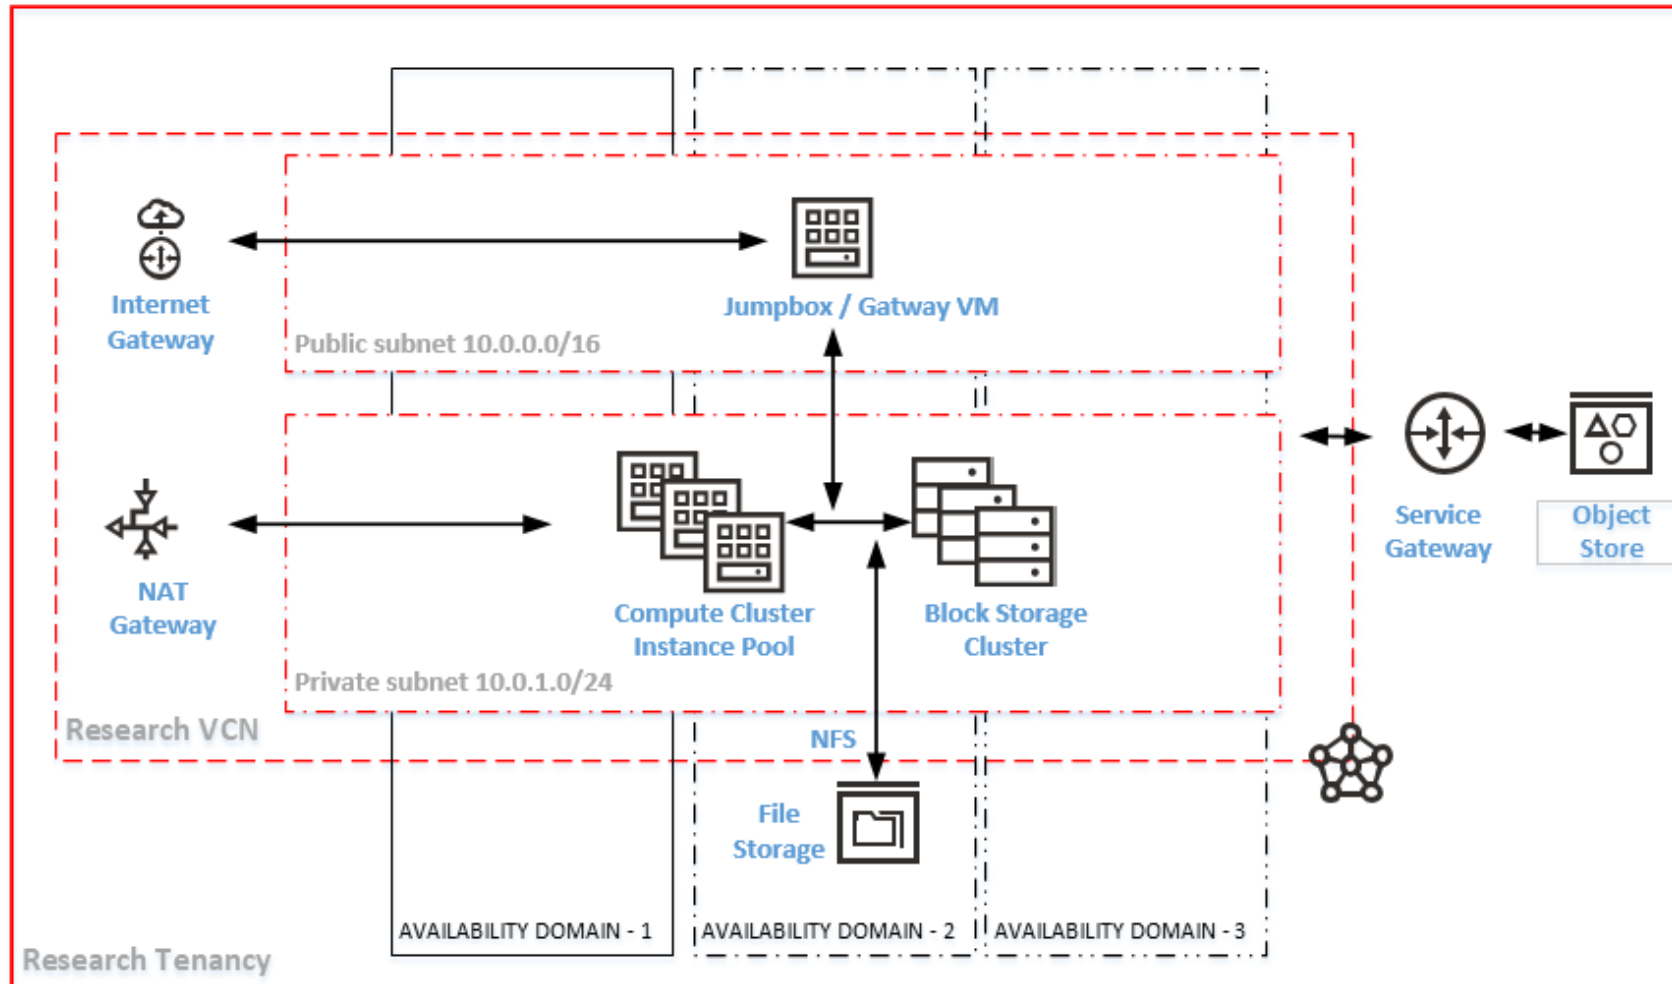 Internet
Gateway
Jumpbox / Gatway VM
Public subnet 10.0.0.0/16
NAT
Gateway
Compute Cluster
Instance Pool
Block Storage
Cluster
Private subnet 10.0.1.0/24
Service
Gateway
Object
Store
Research VCN
NFS
File
Storage
AVAILABILITY DOMAIN - 1
AVAILABILITY DOMAIN - 2
AVAILABILITY DOMAIN - 3
Research Tenancy